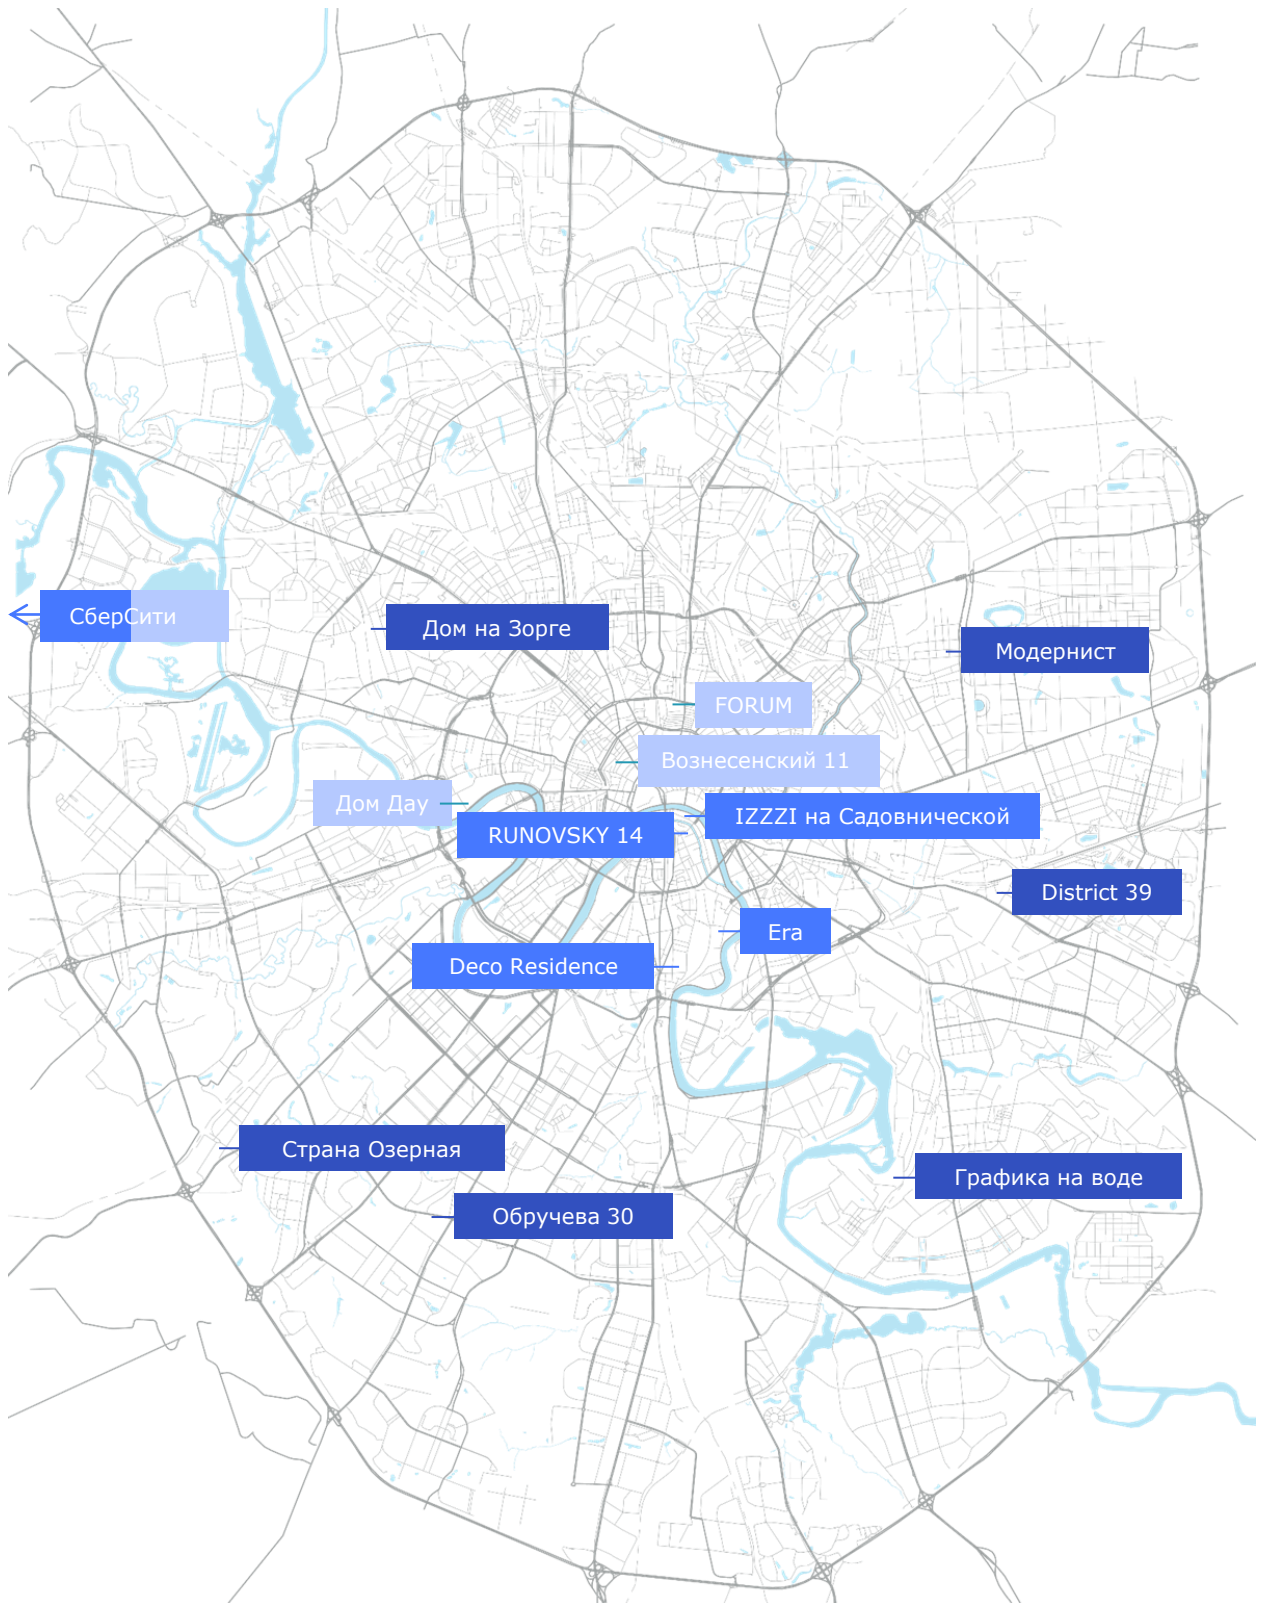 СберСити
Дом на Зорге
Модернист
FORUM
Вознесенский 11
Дом Дау
IZZZI на Садовнической
RUNOVSKY 14
District 39
Era
Deco Residence
Страна Озерная
Графика на воде
Обручева 30